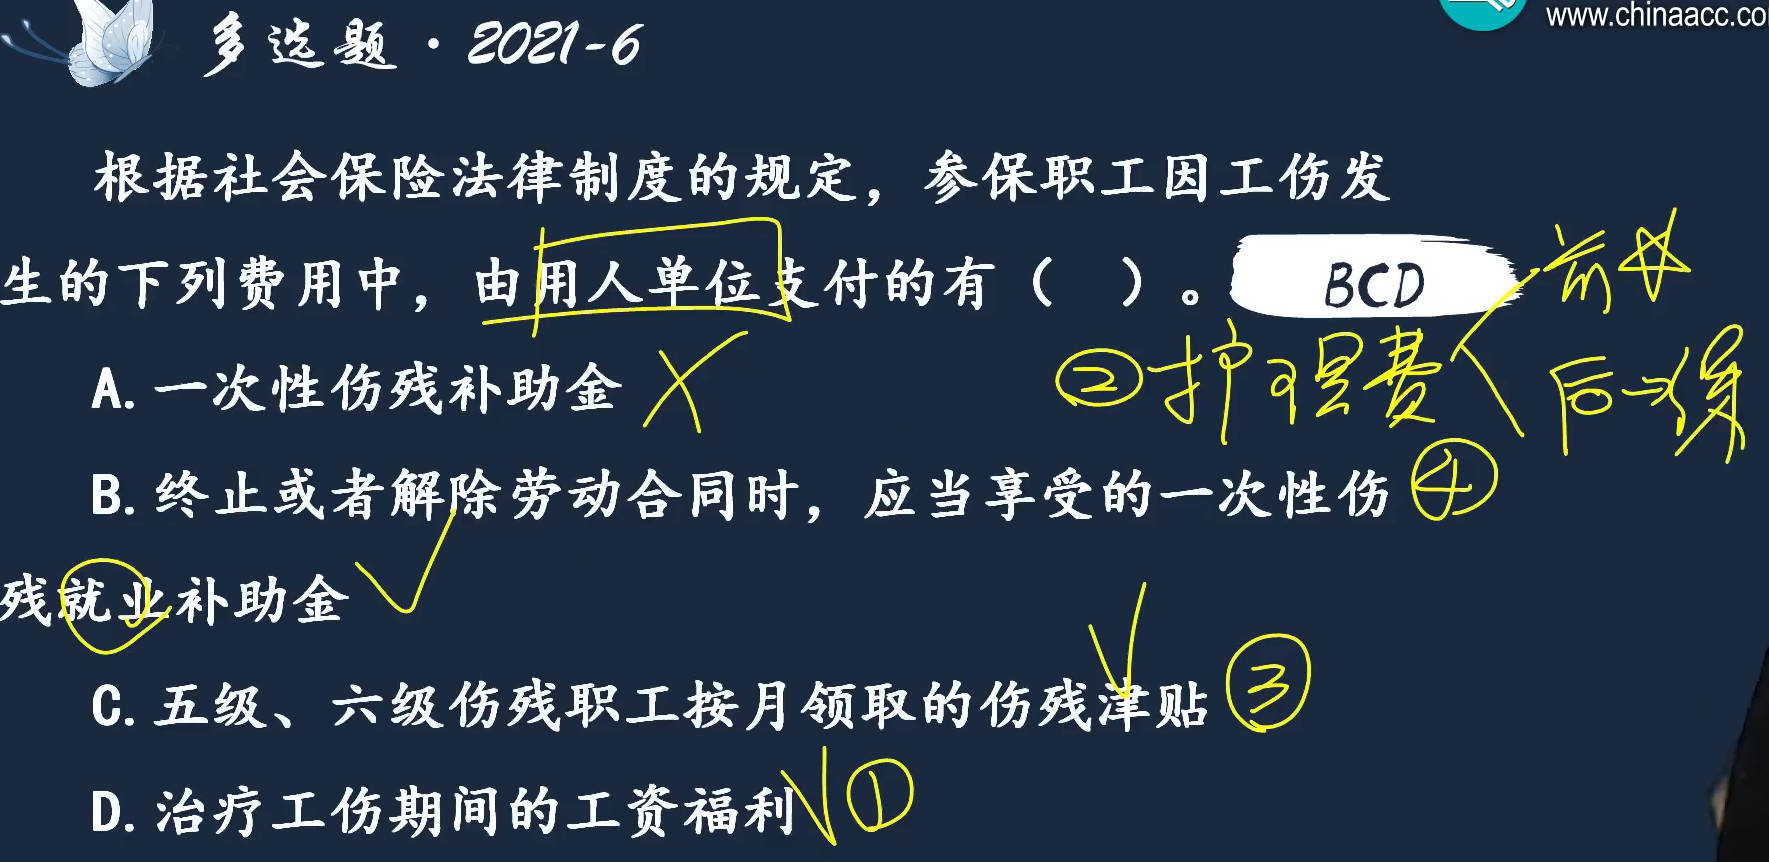 www.chinaacc.co
多选题·2021-6
根据社会保险法律制度的规定，参保职工因工伤发
生的下列费用中，由用人单位支付的有（ ）。 BCD 前☆
A. 一次性伤残补助金 ② 护理费 后→保
B. 终止或者解除劳动合同时，应当享受的一次性伤 ④
残就业补助金
C. 五级、六级伤残职工按月领取的伤残津贴 ③
D. 治疗工伤期间的工资福利 ①